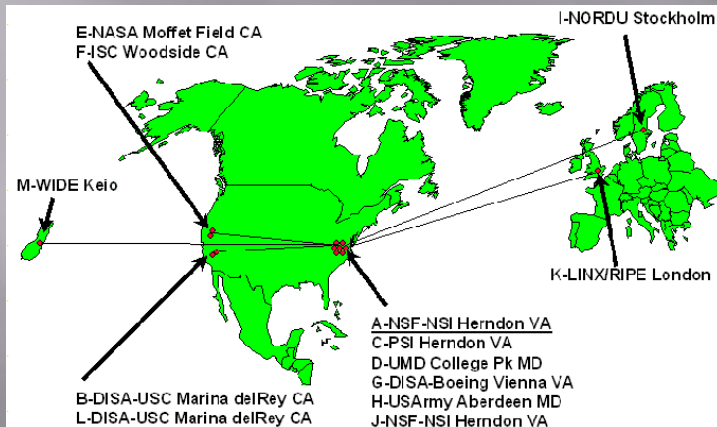 E-NASA Moffet Field CA
F-ISC Woodside CA
I-NORDU Stockholm
M-WIDE Keio
K-LINX/RIPE London
A-NSF-NSI Herndon VA
C-PSI Herndon VA
D-UMD College Pk MD
G-DISA-Boeing Vienna VA
H-USArmy Aberdeen MD
J-NSF-NSI Herndon VA
B-DISA-USC Marina delRey CA
L-DISA-USC Marina delRey CA